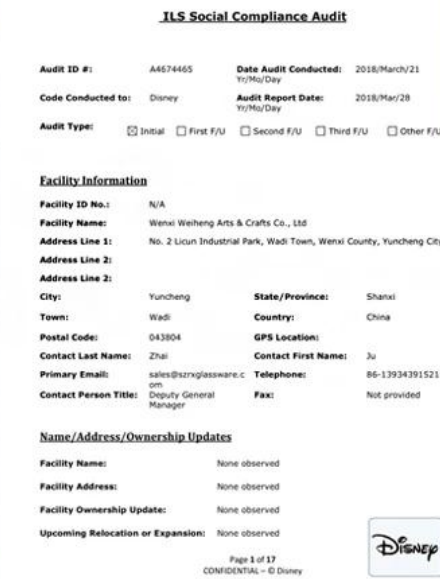 ILS Social Compliance Audit
Audit ID #: A4674465 Date Audit Conducted: 2018/March/21
Yr/Mo/Day
Code Conducted to: Disney Audit Report Date: 2018/Mar/28
Yr/Mo/Day
Audit Type: ☒ Initial ☐ First F/U ☐ Second F/U ☐ Third F/U ☐ Other F/U
Facility Information
Facility ID No.: N/A
Facility Name: Wenxi Weiheng Arts & Crafts Co., Ltd
Address Line 1: No. 2 Licun Industrial Park, Wadi Town, Wenxi County, Yuncheng City
Address Line 2:
Address Line 2:
City: Yuncheng State/Province: Shanxi
Town: Wadi Country: China
Postal Code: 043804 GPS Location:
Contact Last Name: Zhai Contact First Name: Ju
Primary Email: sales@szrxglassware.c Telephone: 86-13934391521
om
Contact Person Title: Deputy General Fax: Not provided
Manager
Name/Address/Ownership Updates
Facility Name: None observed
Facility Address: None observed
Facility Ownership Update: None observed
Upcoming Relocation or Expansion: None observed
Page 1 of 17
CONFIDENTIAL – © Disney
Disney